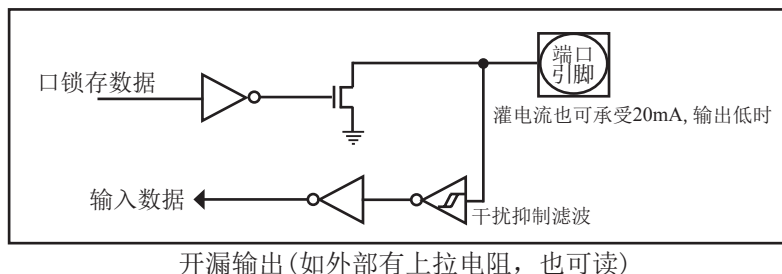 端口
引脚
口锁存数据
灌电流也可承受20mA, 输出低时
输入数据
干扰抑制滤波
开漏输出(如外部有上拉电阻，也可读)